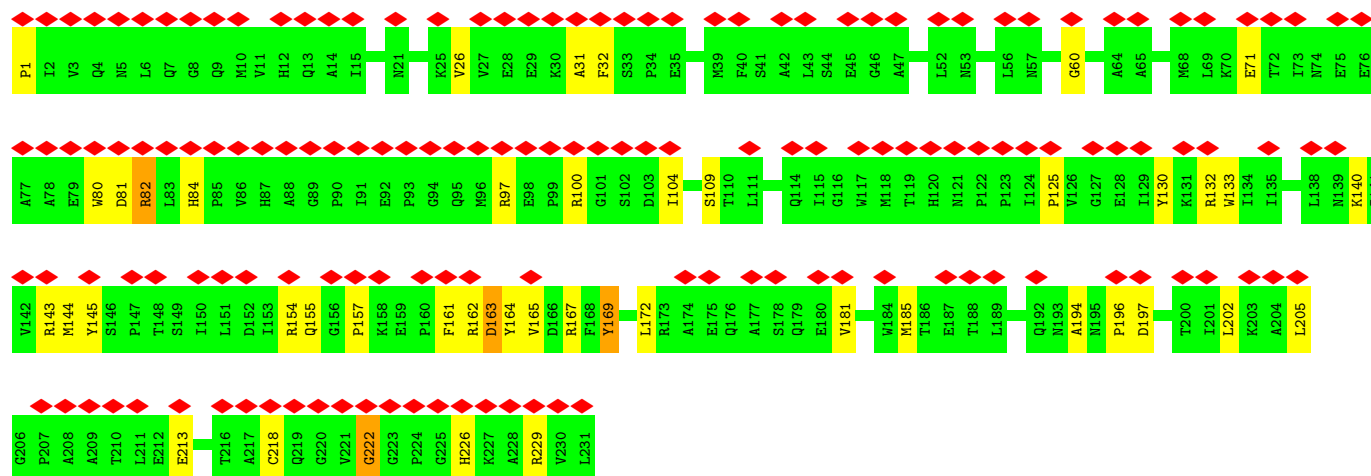 P1 I2 V3 Q4 N5 L6 Q7 G8 Q9 M10 V11 H12 Q13 A14 I15 N21 K25 V26 V27 E28 E29 K30 A31 F32 S33 P34 E35 M39 F40 S41 A42 L43 S44 E45 G46 A47 L52 N53 L56 N57 G60 A64 A65 M68 L69 K70 E71 T72 I73 N74 E75 E76
A77 A78 E79 W80 D81 R82 L83 H84 P85 V86 H87 A88 G89 P90 I91 E92 P93 G94 Q95 M96 R97 E98 P99 R100 G101 S102 D103 I104 S109 T110 L111 Q114 I115 G116 W117 M118 T119 H120 N121 P122 P123 I124 P125 V126 G127 E128 I129 Y130 K131 R132 W133 I134 I135 L138 N139 K140
V142 R143 M144 Y145 S146 P147 T148 S149 I150 L151 D152 I153 R154 Q155 G156 P157 K158 E159 P160 F161 R162 D163 Y164 V165 D166 R167 F168 Y169 L172 R173 A174 E175 Q176 A177 S178 Q179 E180 V181 W184 M185 T186 E187 T188 L189 Q192 N193 A194 N195 P196 D197 T200 I201 L202 K203 A204 L205
G206 P207 A208 A209 T210 L211 E212 E213 T216 A217 C218 Q219 G220 V221 G222 G223 P224 G225 H226 K227 A228 R229 V230 L231